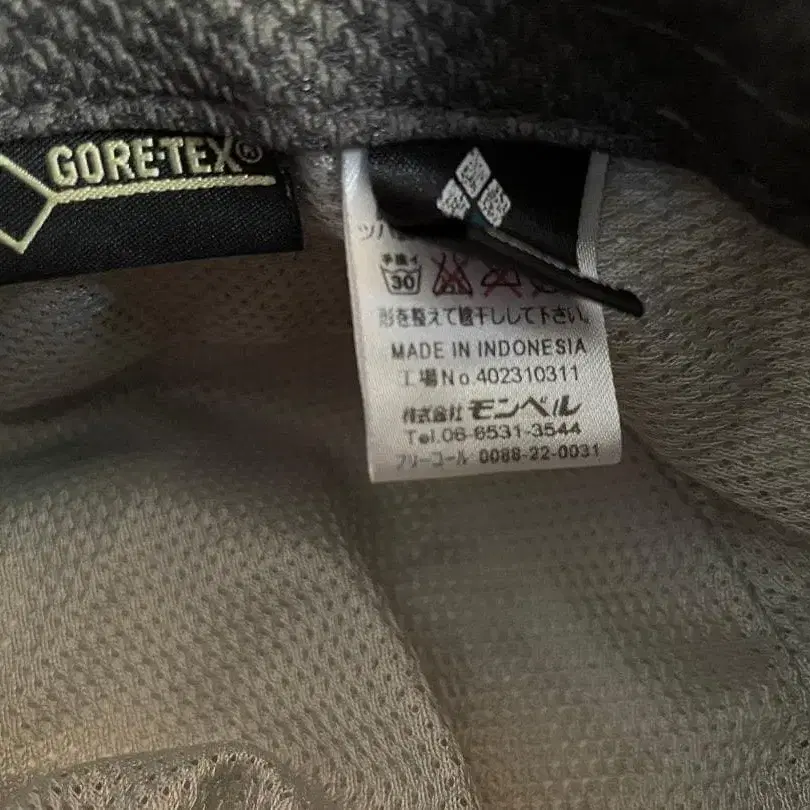 GORE-TEX®
ツバ
手洗イ
30
形を整えて陰干しして下さい。
MADE IN INDONESIA
工場No.402310311
株式会社 モンベル
Tel.06-6531-3544
フリーコール 0088-22-0031